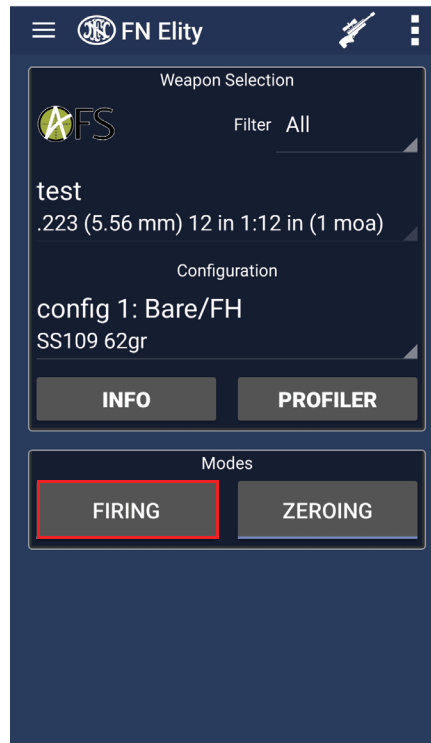 FN Elity
Weapon Selection
AFS
Filter All
test
.223 (5.56 mm) 12 in 1:12 in (1 moa)
Configuration
config 1: Bare/FH
SS109 62gr
INFO PROFILER
Modes
FIRING ZEROING